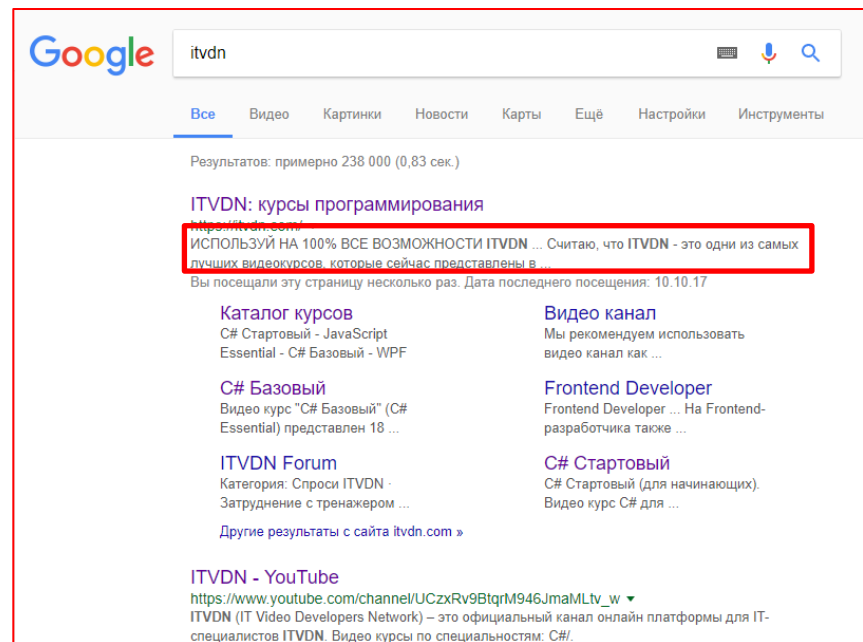 Google
itvdn
Все Видео Картинки Новости Карты Ещё Настройки Инструменты
Результатов: примерно 238 000 (0,83 сек.)
ITVDN: курсы программирования
https://itvdn.com/
ИСПОЛЬЗУЙ НА 100% ВСЕ ВОЗМОЖНОСТИ ITVDN ... Считаю, что ITVDN - это одни из самых
лучших видеокурсов, которые сейчас представлены в ...
Вы посещали эту страницу несколько раз. Дата последнего посещения: 10.10.17
Каталог курсов
C# Стартовый - JavaScript
Essential - C# Базовый - WPF
Видео канал
Мы рекомендуем использовать
видео канал как ...
C# Базовый
Видео курс "C# Базовый" (C#
Essential) представлен 18 ...
Frontend Developer
Frontend Developer ... На Frontend-
разработчика также ...
ITVDN Forum
Категория: Спроси ITVDN ·
Затруднение с тренажером ...
C# Стартовый
C# Стартовый (для начинающих).
Видео курс C# для ...
Другие результаты с сайта itvdn.com »
ITVDN - YouTube
https://www.youtube.com/channel/UCzxRv9BtqrM946JmaMLtv_w
ITVDN (IT Video Developers Network) – это официальный канал онлайн платформы для IT-
специалистов ITVDN. Видео курсы по специальностям: C#/.